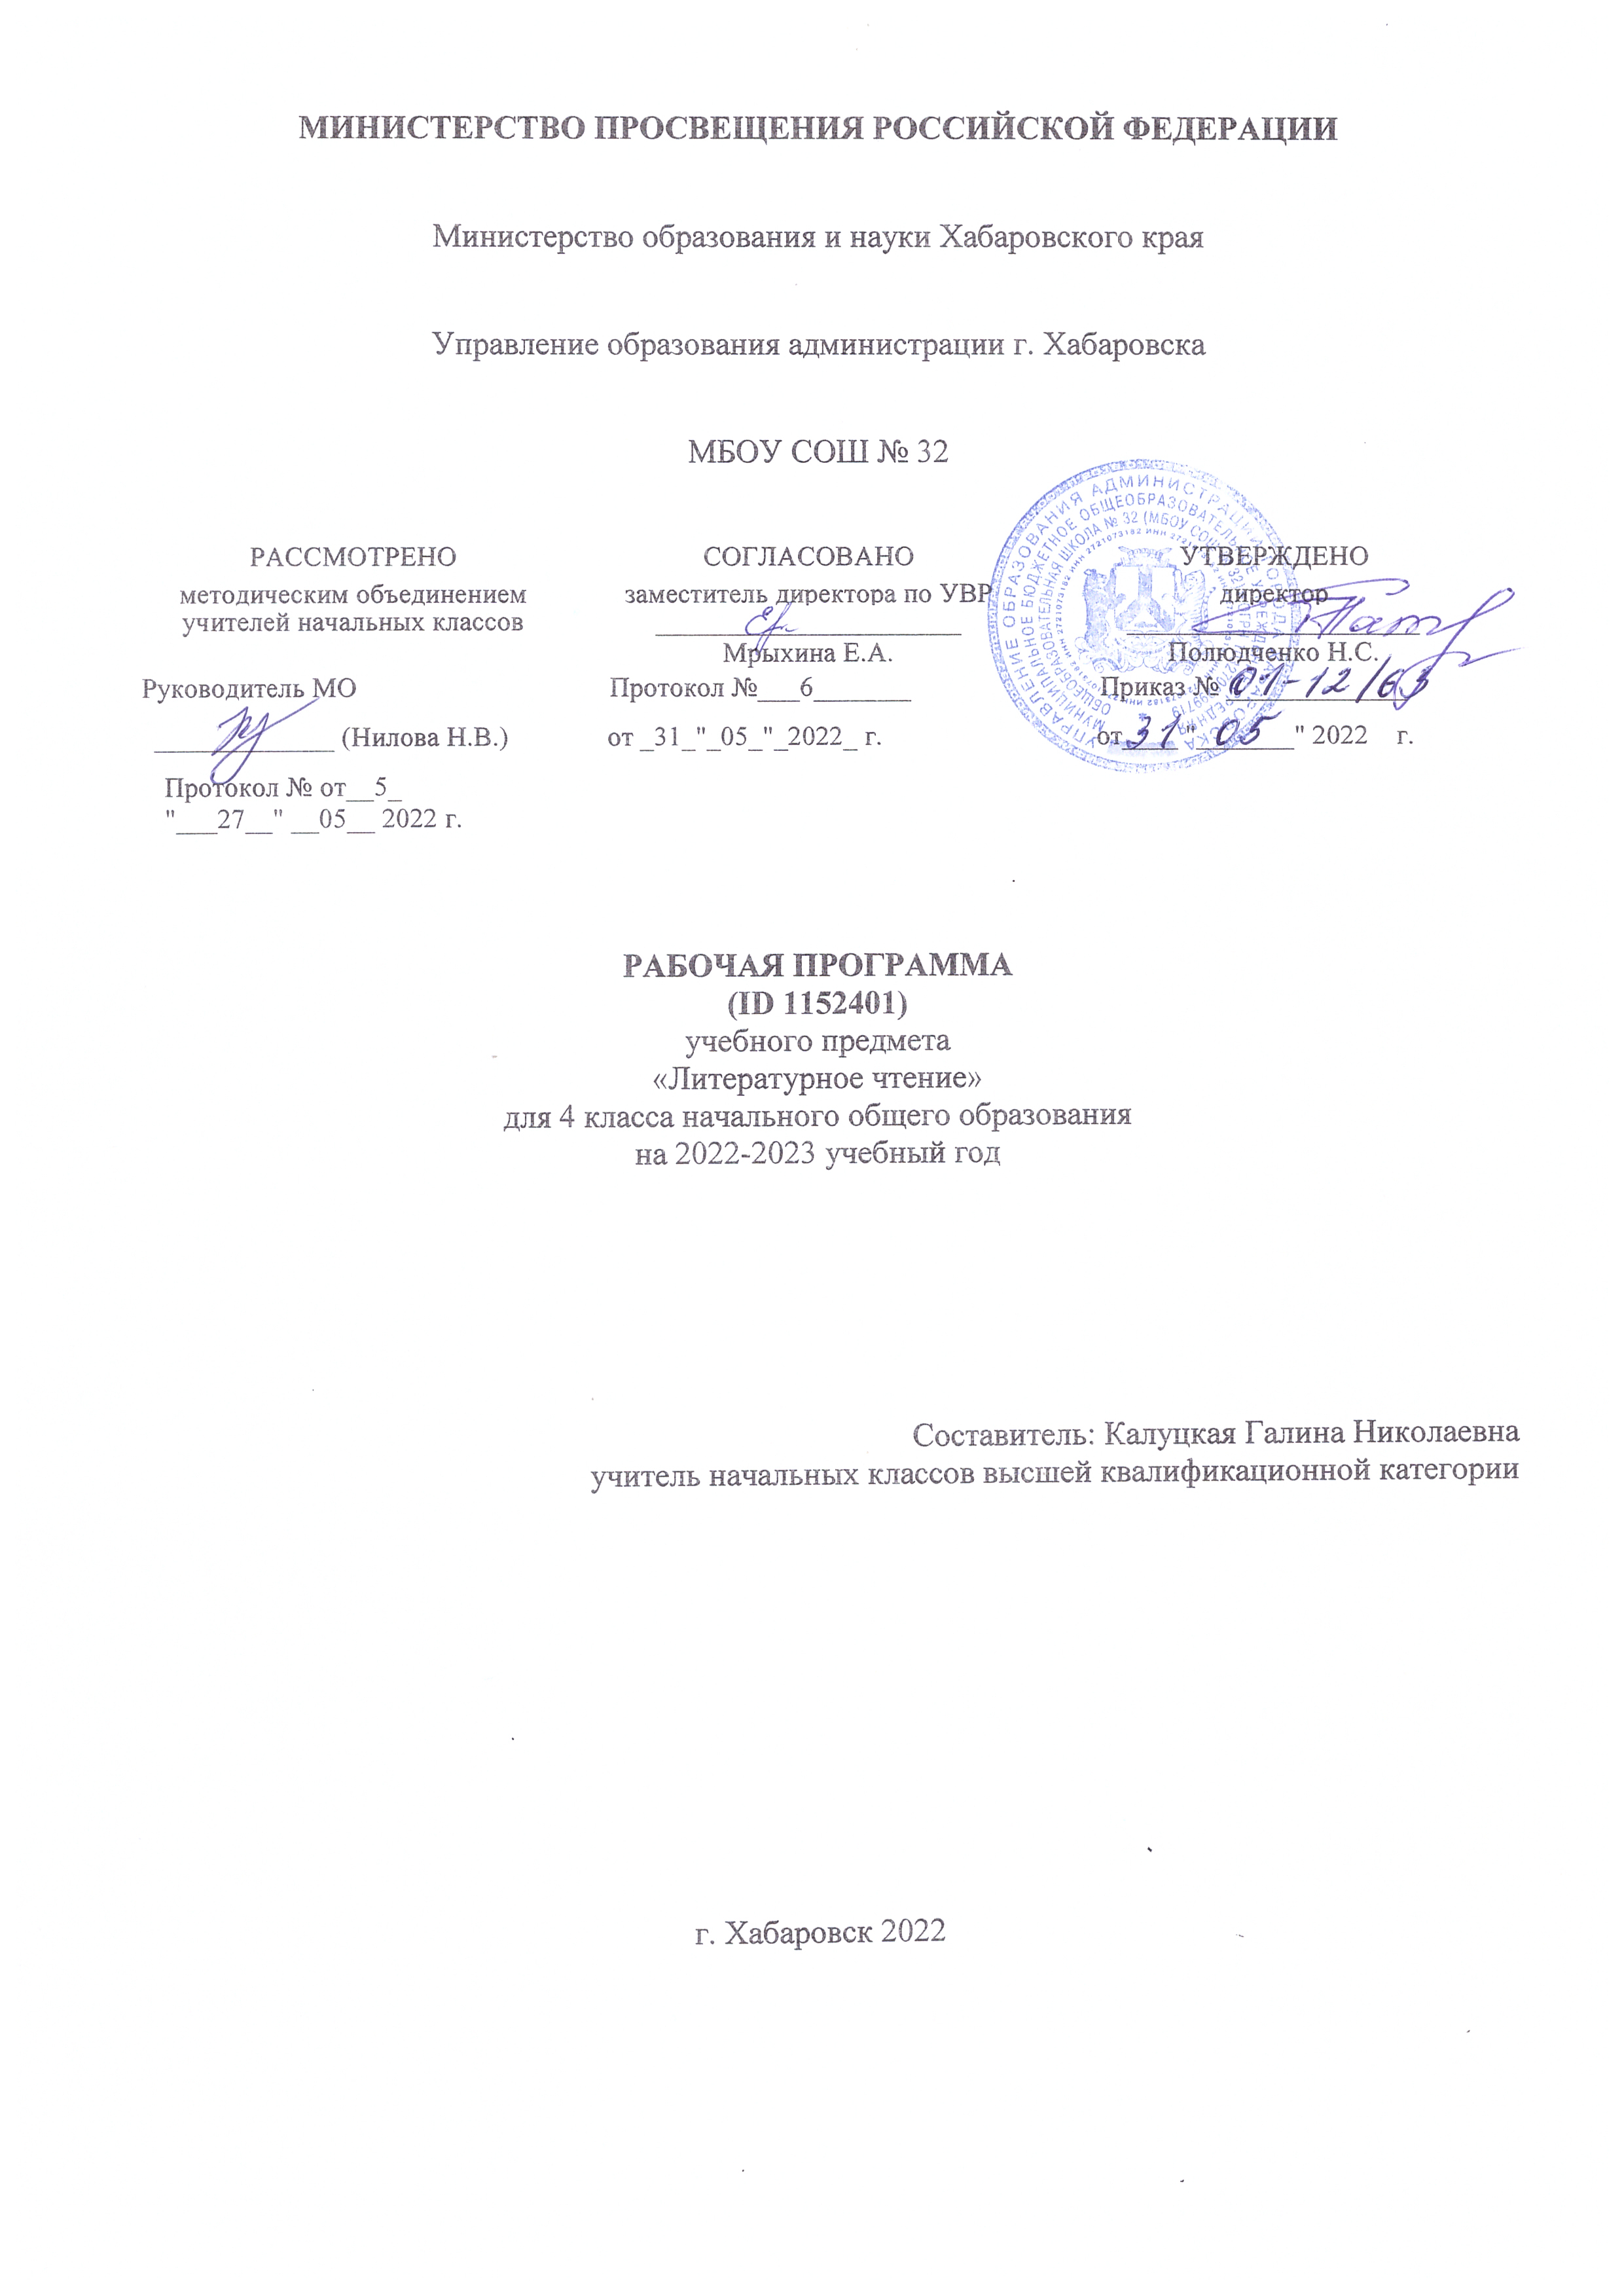 МИНИСТЕРСТВО ПРОСВЕЩЕНИЯ РОССИЙСКОЙ ФЕДЕРАЦИИ
Министерство образования и науки Хабаровского края
Управление образования администрации г. Хабаровска
МБОУ СОШ № 32
РАССМОТРЕНО
методическим объединением
учителей начальных классов
Руководитель МО
_____________ (Нилова Н.В.)
Протокол № от__5_
"___27__" __05__ 2022 г.
СОГЛАСОВАНО
заместитель директора по УВР
______________________
Мрыхина Е.А.
Протокол №___6_______
от _31_"_05_"_2022_ г.
УТВЕРЖДЕНО
директор
Полюдченко Н.С.
Приказ № 01-12/63
от 31 " 05 " 2022 г.
РАБОЧАЯ ПРОГРАММА
(ID 1152401)
учебного предмета
«Литературное чтение»
для 4 класса начального общего образования
на 2022-2023 учебный год
Составитель: Калуцкая Галина Николаевна
учитель начальных классов высшей квалификационной категории
г. Хабаровск 2022